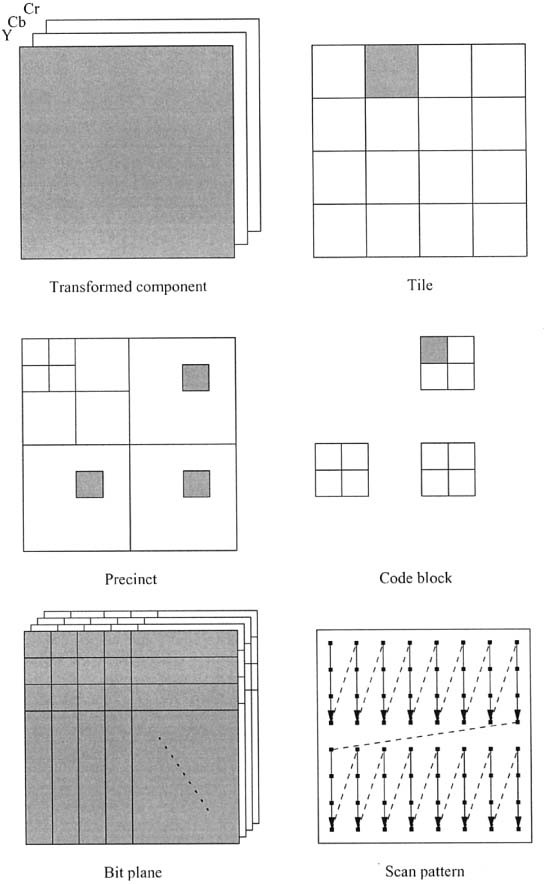 Cr
Cb
Y
Transformed component
Tile
Precinct
Code block
Bit plane
Scan pattern